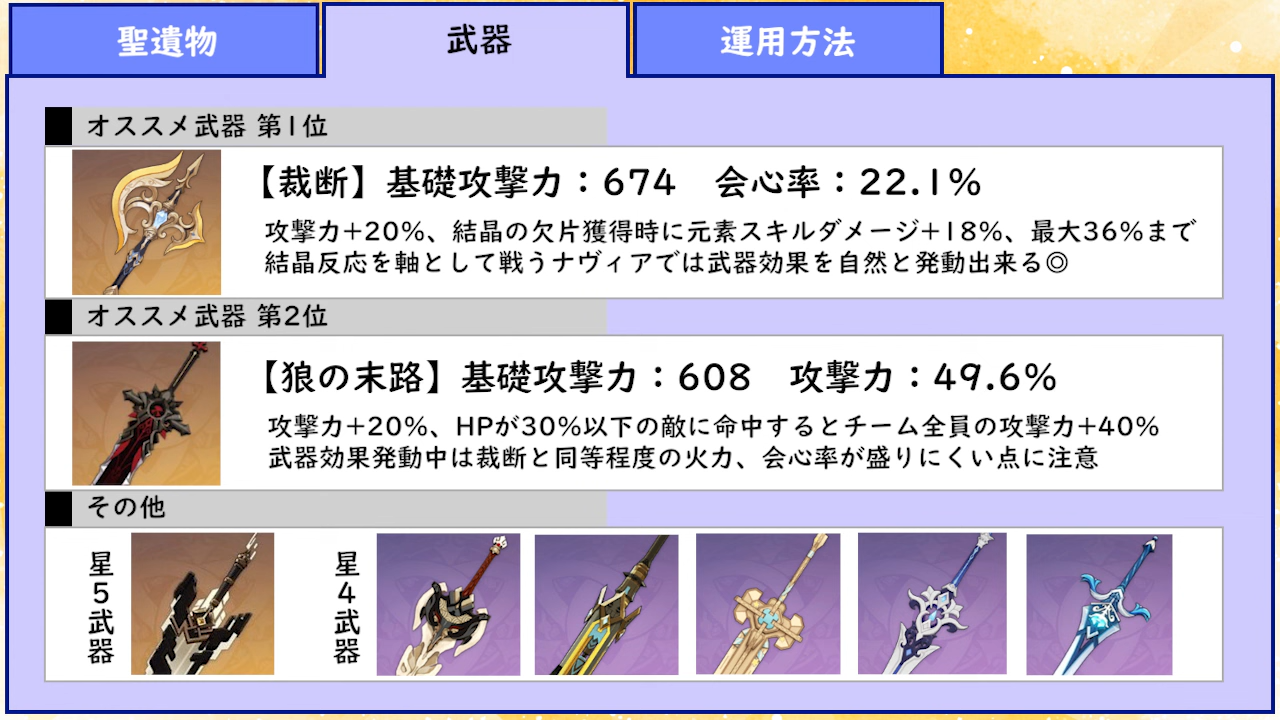 聖遺物
武器
運用方法
オススメ武器 第1位
【裁断】基礎攻撃力：674　会心率：22.1%
攻撃力+20%、結晶の欠片獲得時に元素スキルダメージ+18%、最大36%まで
結晶反応を軸として戦うナヴィアでは武器効果を自然と発動出来る◎
オススメ武器 第2位
【狼の末路】基礎攻撃力：608　攻撃力：49.6%
攻撃力+20%、HPが30%以下の敵に命中するとチーム全員の攻撃力+40%
武器効果発動中は裁断と同等程度の火力、会心率が盛りにくい点に注意
その他
星5武器
星4武器